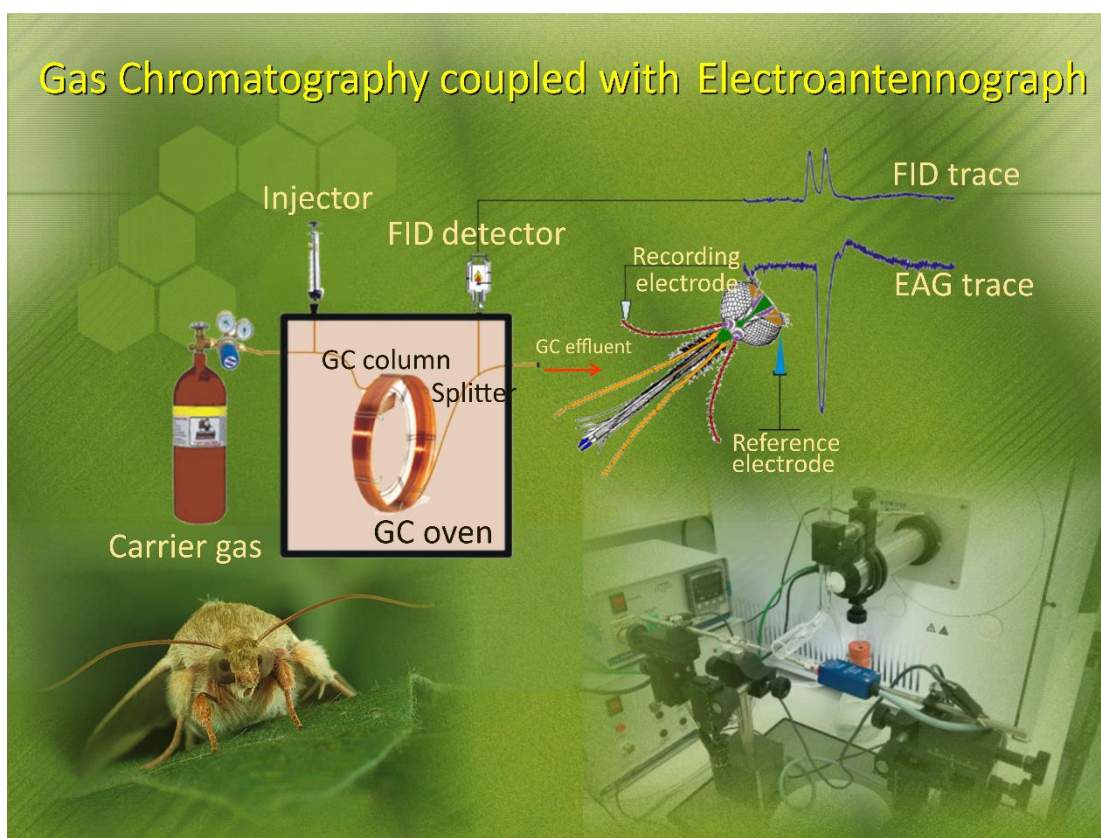 Gas Chromatography coupled with Electroantennograph
Injector
FID detector
FID trace
Recording
electrode
EAG trace
GC column
Splitter
GC effluent
Reference
electrode
GC oven
Carrier gas